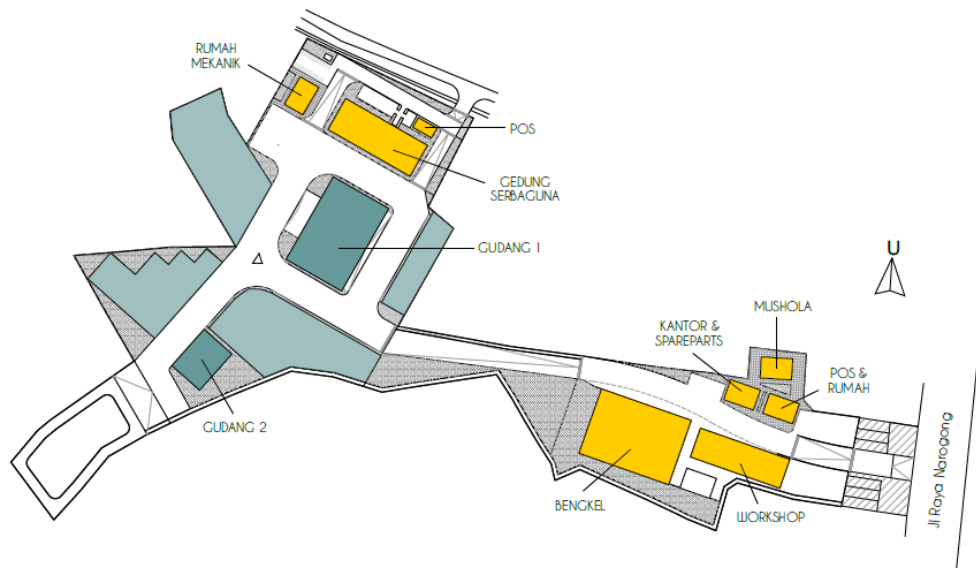 RUMAH
MEKANIK
POS
GEDUNG
SERBAGUNA
GUDANG 1
U
MUSHOLA
KANTOR &
SPAREPARTS
POS &
RUMAH
GUDANG 2
BENGKEL
WORKSHOP
Jl Raya Narogong